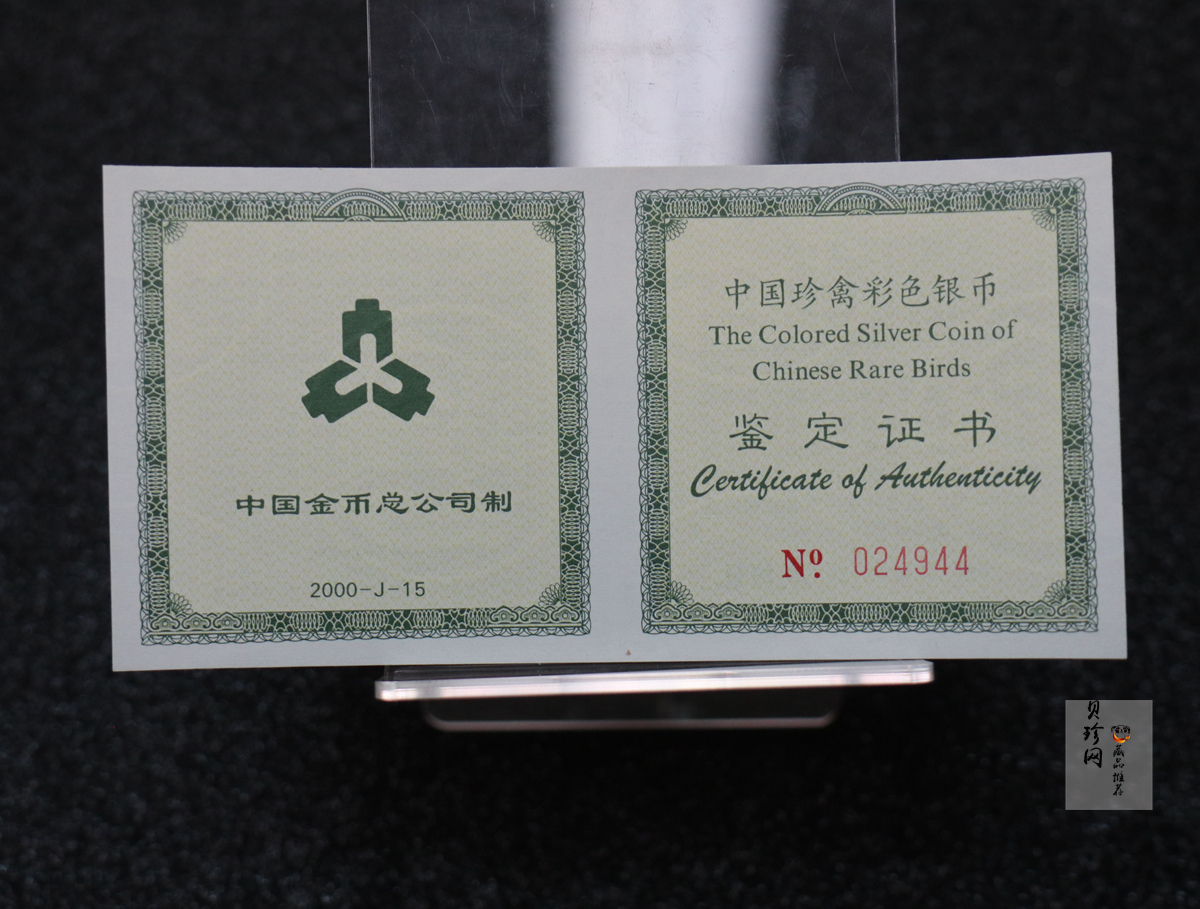 中国金币总公司制
2000-J-15
中国珍禽彩色银币
The Colored Silver Coin of
Chinese Rare Birds
鉴定证书
Certificate of Authenticity
Nº 024944
贝珍网
藏品推荐